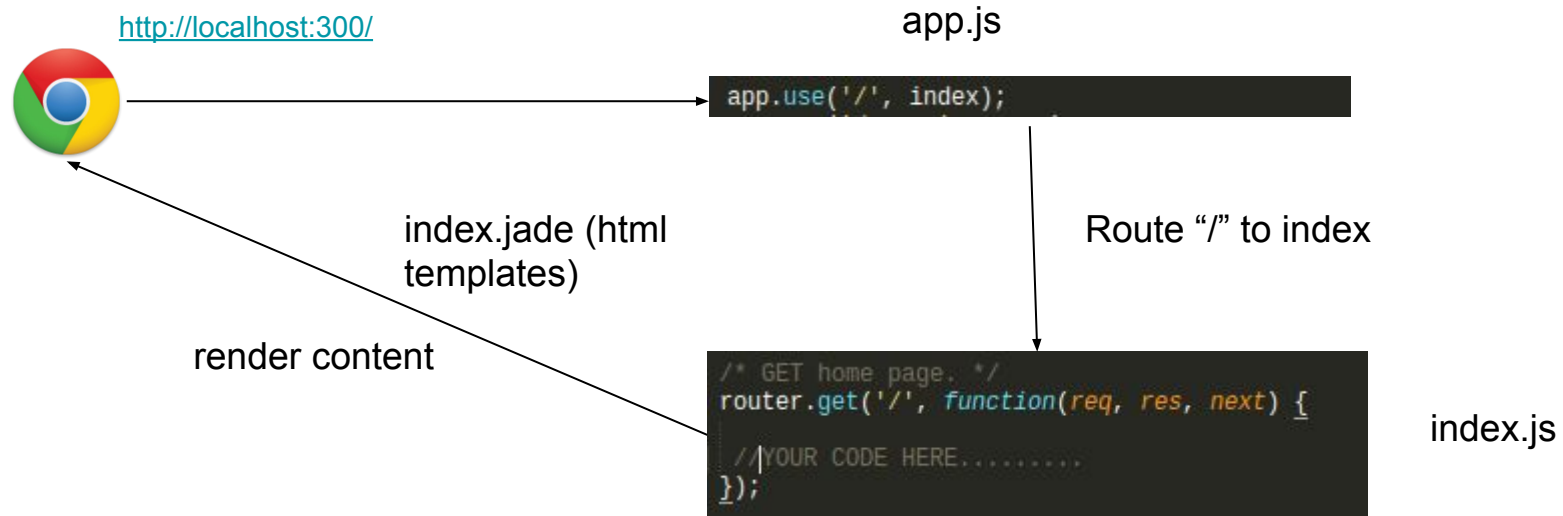 http://localhost:300/
app.js
app.use('/', index);
index.jade (html
templates)
Route “/” to index
render content
/* GET home page. */
router.get('/', function(req, res, next) {
//YOUR CODE HERE.........
});
index.js